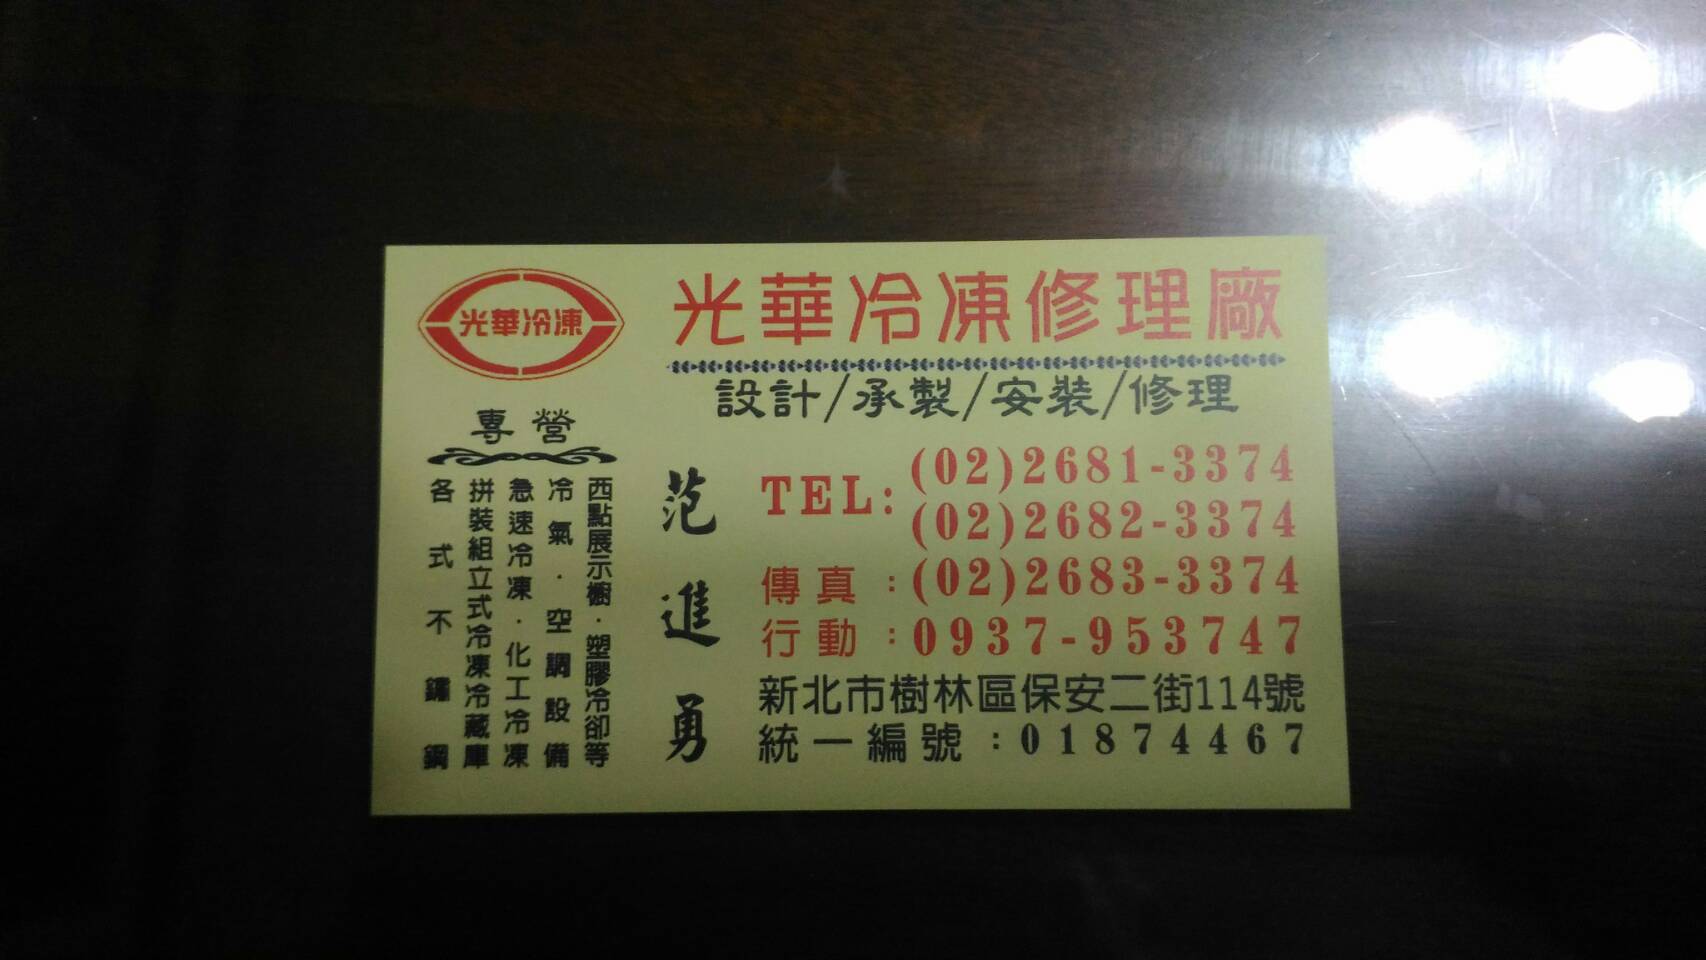 光華冷凍
光華冷凍修理廠
設計/承製/安裝/修理
專營
西點展示櫥．塑膠冷卻等
冷氣．空調設備
急速冷凍．化工冷凍
拼裝組立式冷凍冷藏庫
各式不鏽鋼
范進勇
TEL:(02)2681-3374
(02)2682-3374
傳真:(02)2683-3374
行動:0937-953747
新北市樹林區保安二街114號
統一編號:01874467